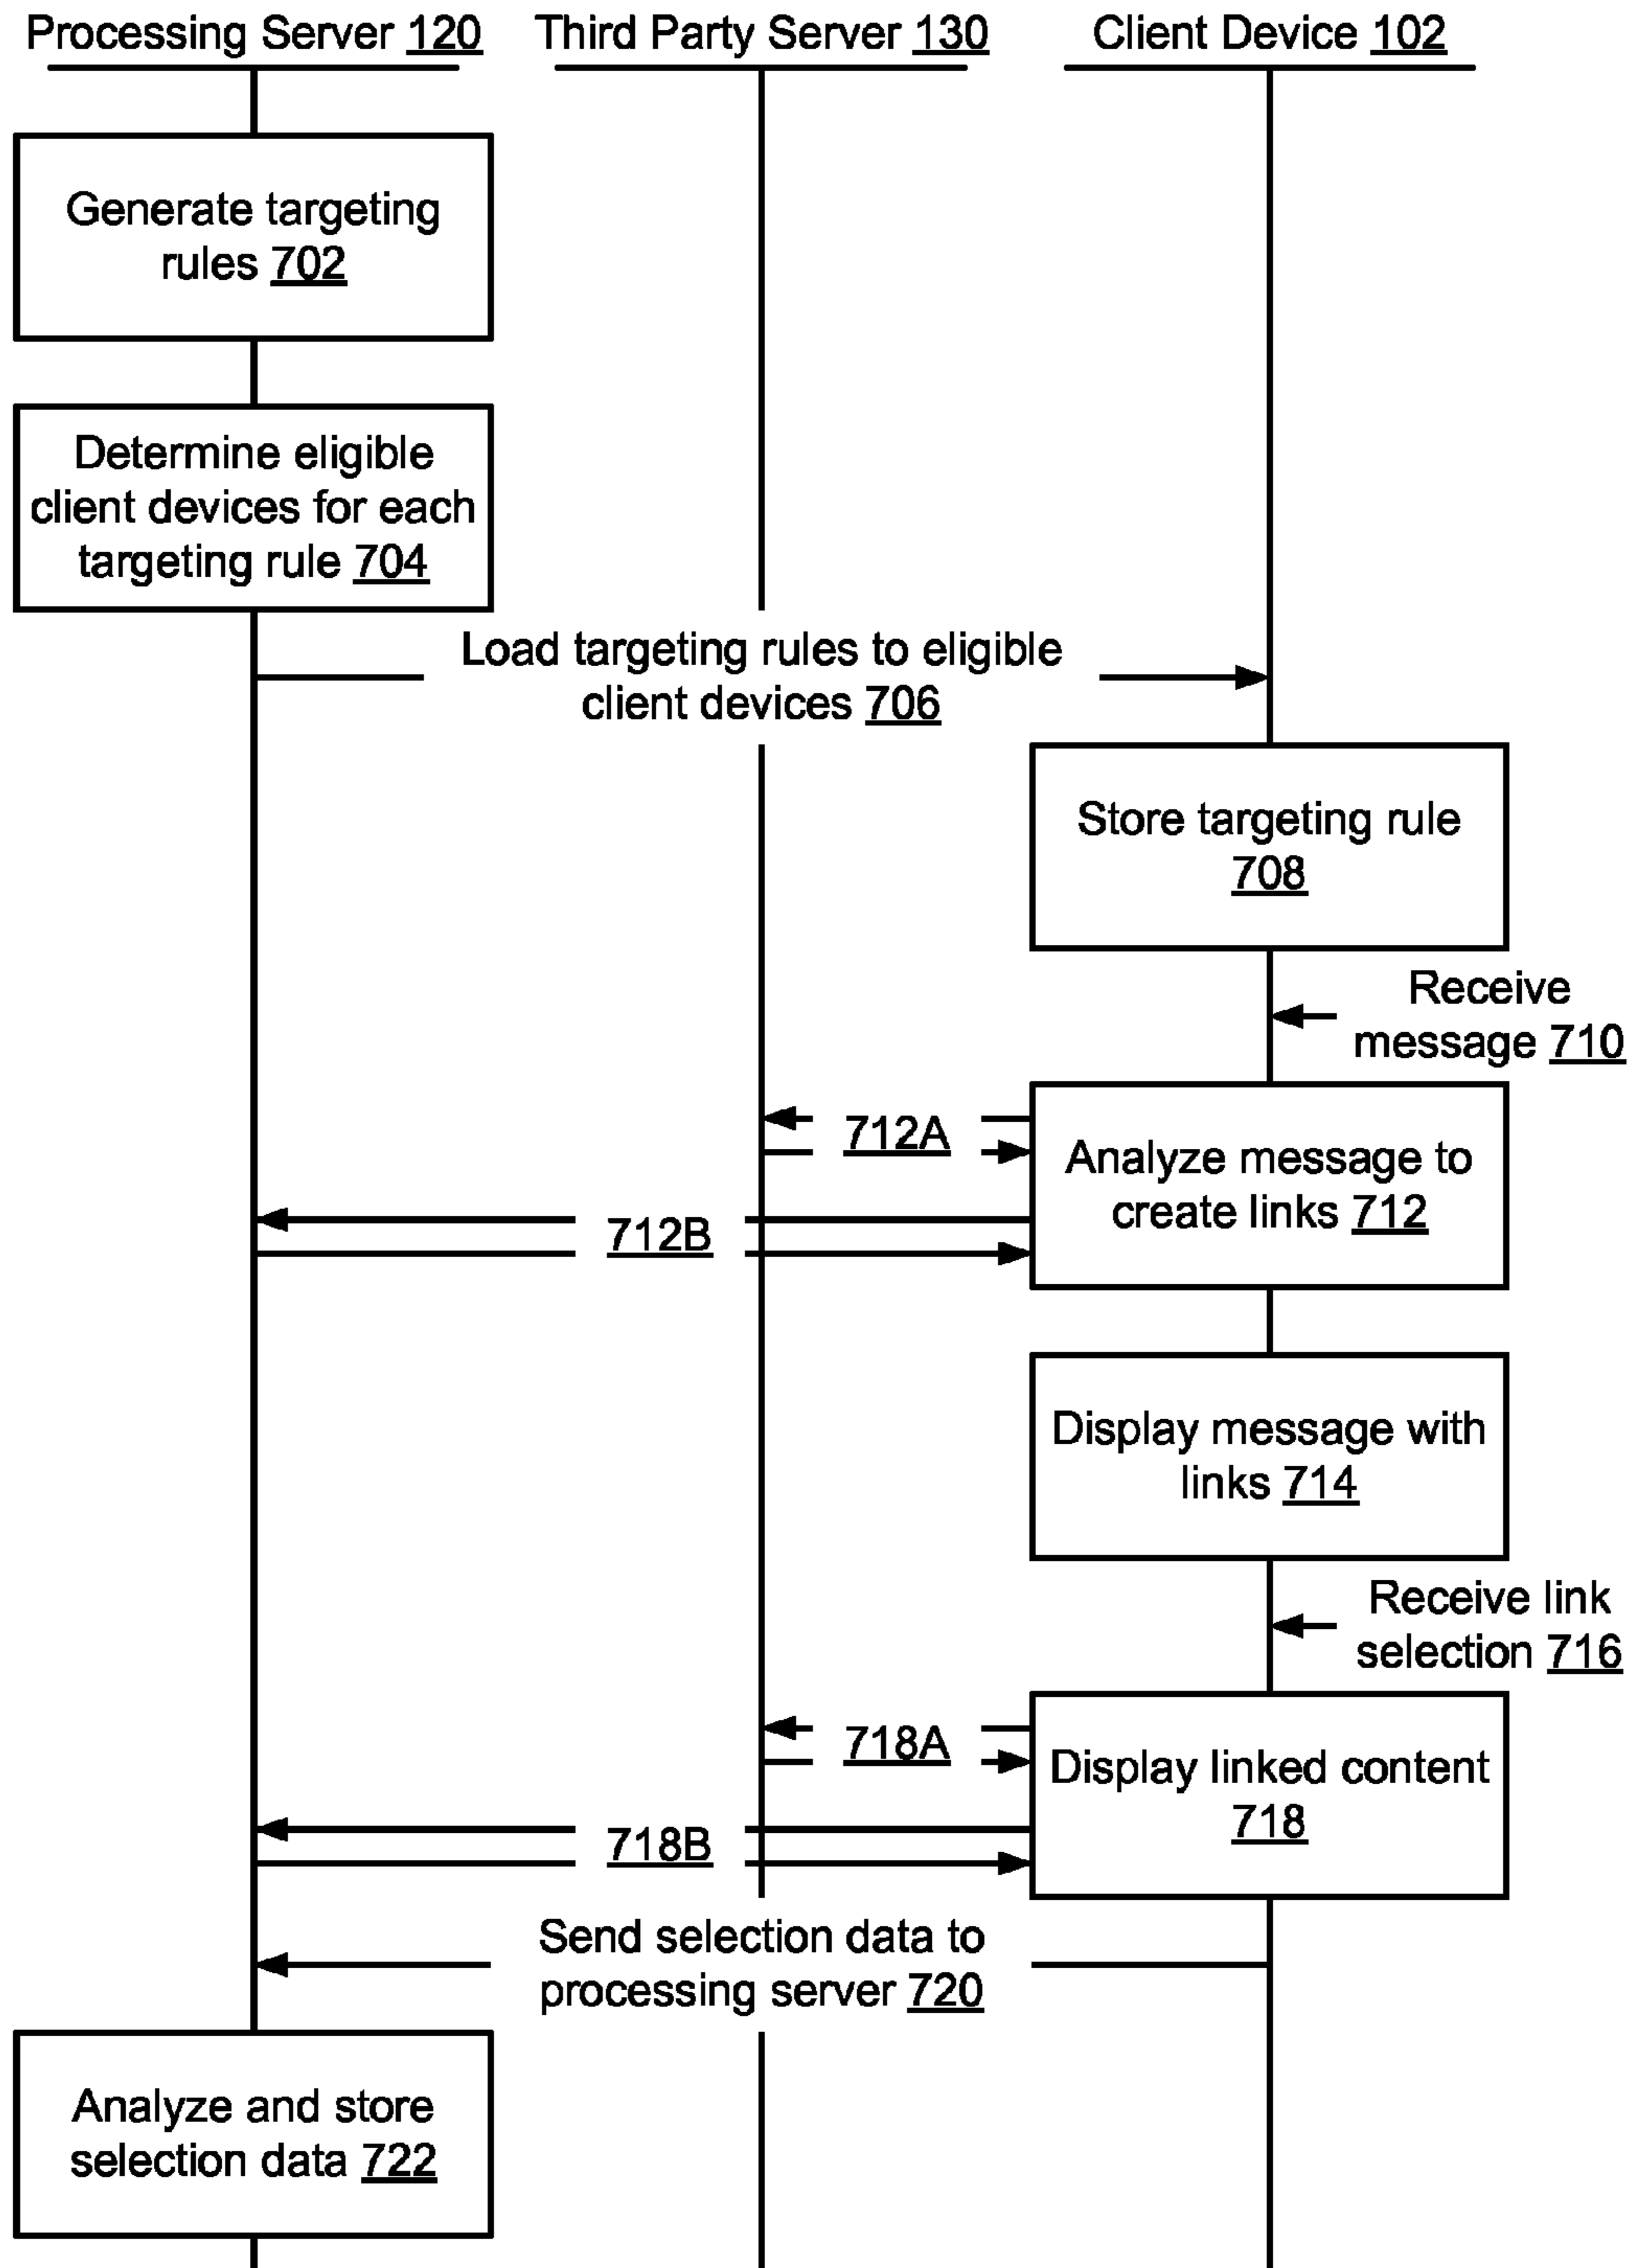 Processing Server 120
Third Party Server 130
Client Device 102
Generate targeting
rules 702
Determine eligible
client devices for each
targeting rule 704
Load targeting rules to eligible
client devices 706
Store targeting rule
708
Receive
message 710
712A
Analyze message to
create links 712
712B
Display message with
links 714
Receive link
selection 716
718A
Display linked content
718
718B
Send selection data to
processing server 720
Analyze and store
selection data 722